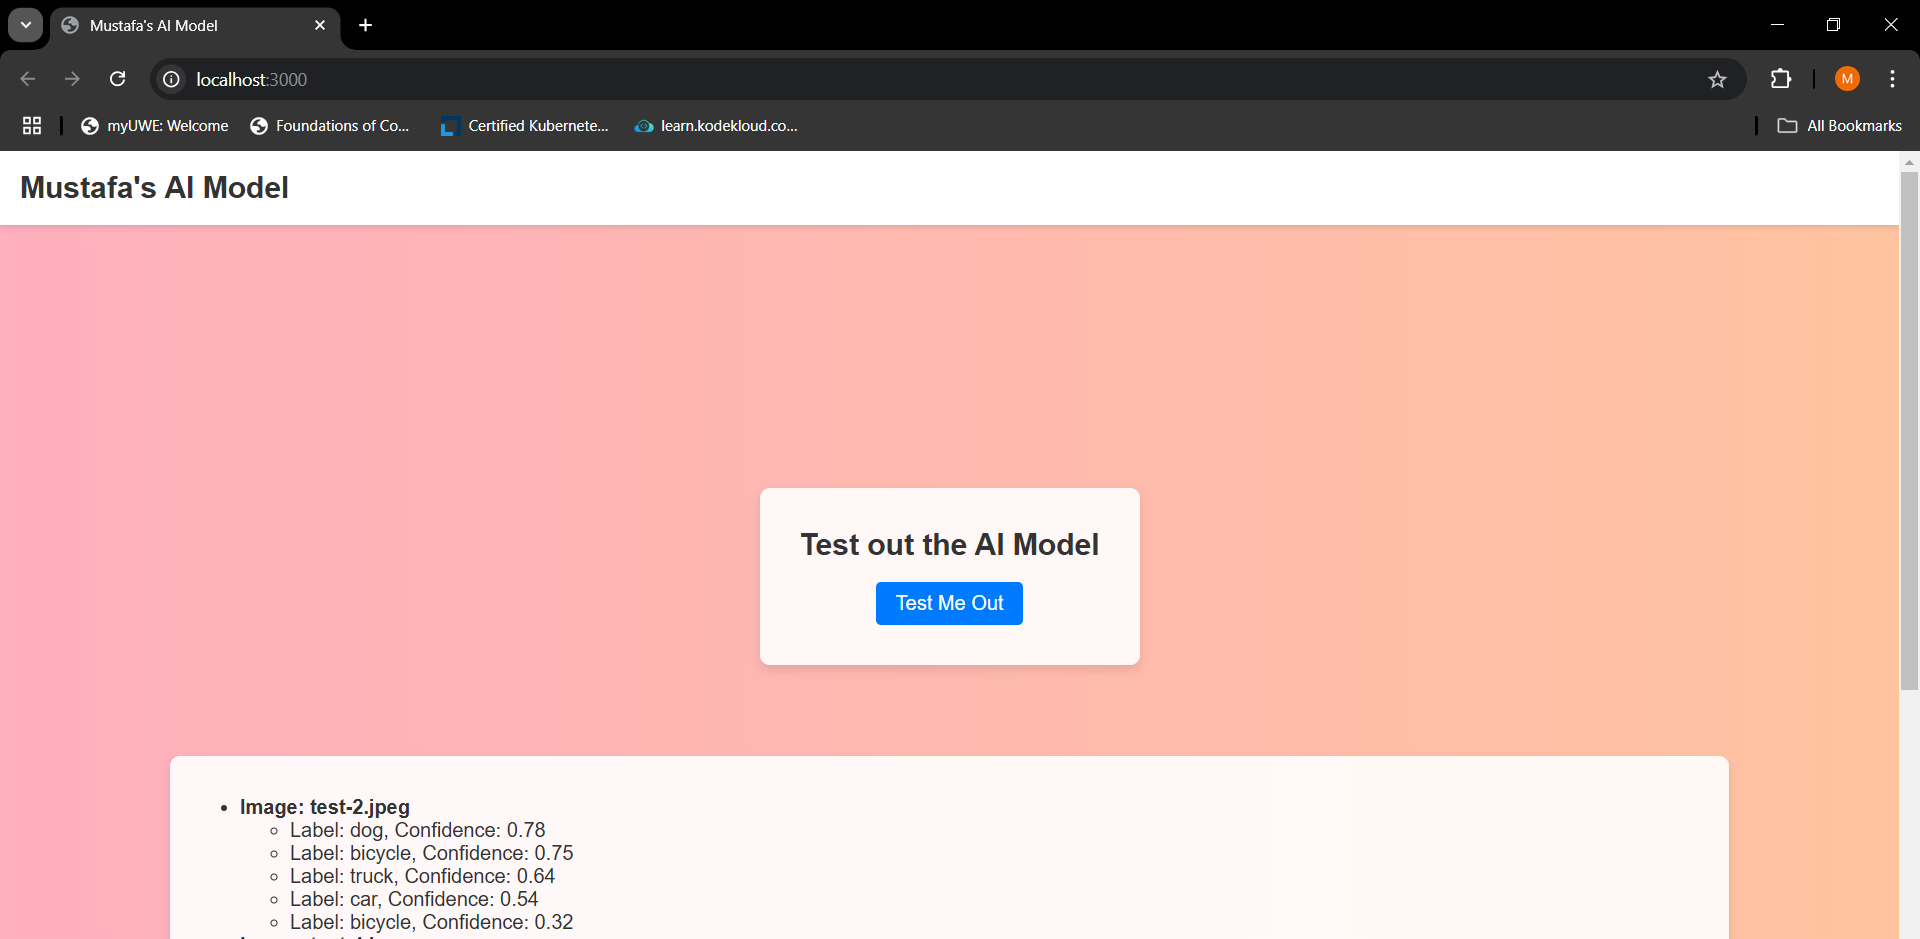 Mustafa's AI Model
localhost:3000
M
myUWE: Welcome
Foundations of Co...
Certified Kubernete...
learn.kodekloud.co...
All Bookmarks
Mustafa's AI Model
Test out the AI Model
Test Me Out
Image: test-2.jpeg
Label: dog, Confidence: 0.78
Label: bicycle, Confidence: 0.75
Label: truck, Confidence: 0.64
Label: car, Confidence: 0.54
Label: bicycle, Confidence: 0.32